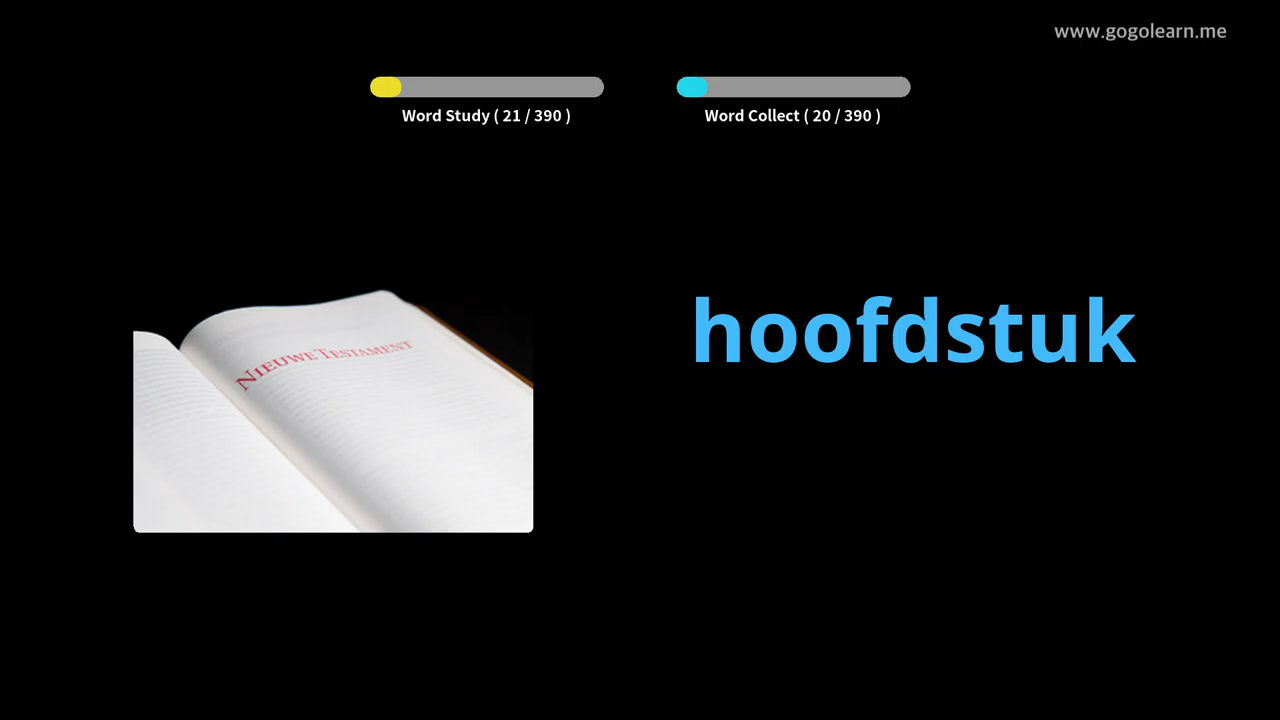 www.gogolearn.me
Word Study ( 21 / 390 )
Word Collect ( 20 / 390 )
NIEUWE TESTAMENT
hoofdstuk